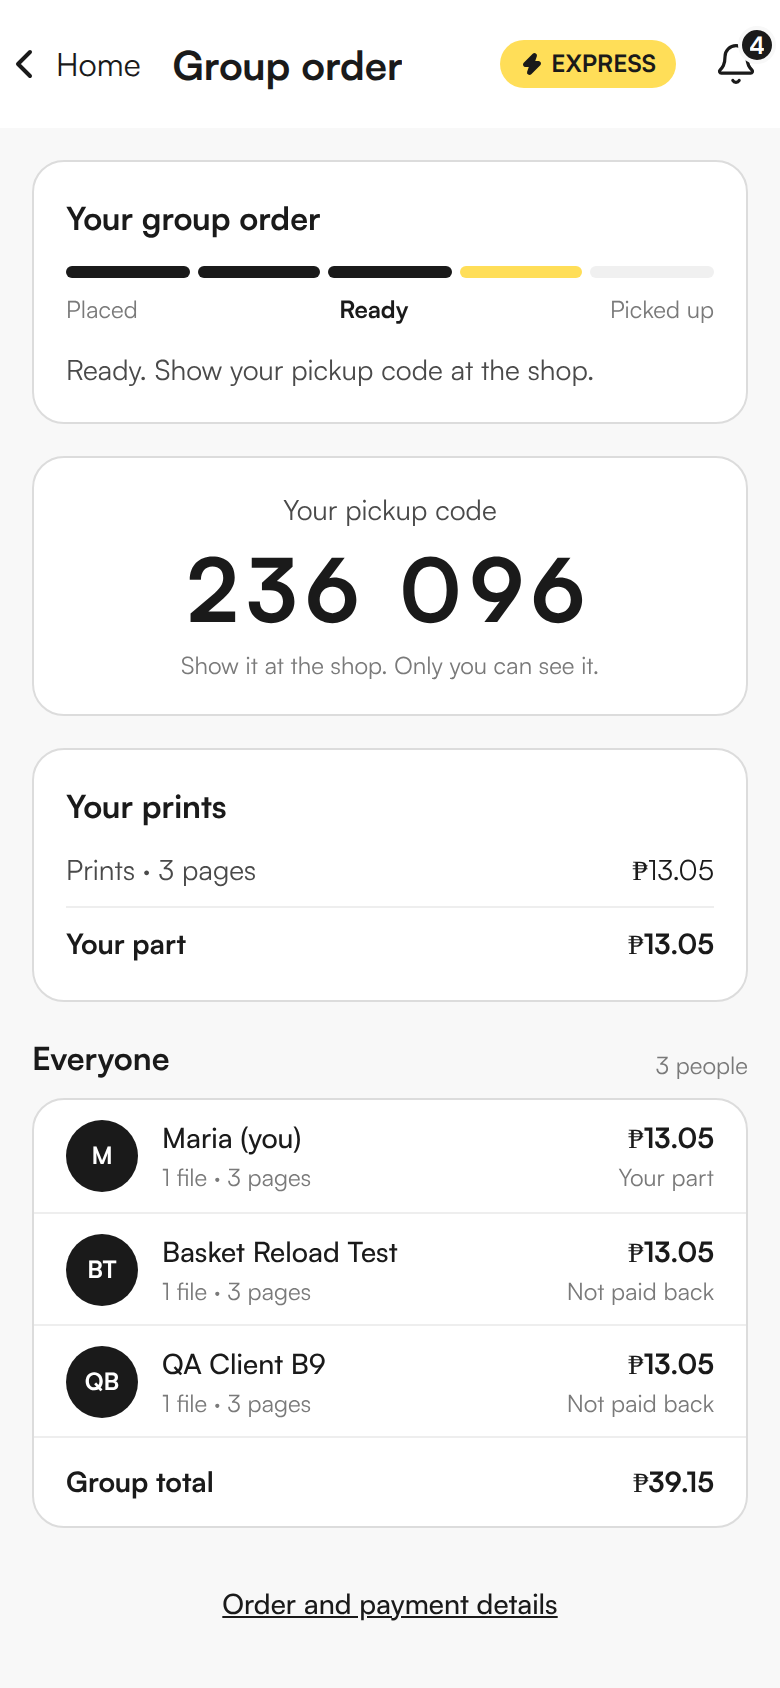 Home
Group order
EXPRESS
4
Your group order
Placed
Ready
Picked up
Ready. Show your pickup code at the shop.
Your pickup code
236 096
Show it at the shop. Only you can see it.
Your prints
Prints · 3 pages
₱13.05
Your part
₱13.05
Everyone
3 people
M
Maria (you)
₱13.05
1 file · 3 pages
Your part
BT
Basket Reload Test
₱13.05
1 file · 3 pages
Not paid back
QB
QA Client B9
₱13.05
1 file · 3 pages
Not paid back
Group total
₱39.15
Order and payment details